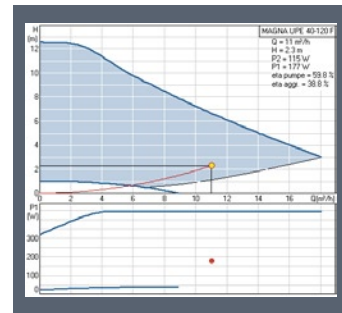 H
[m]
MAGNA UPE 40-120 F
Q = 11 m³/h
H = 2.3 m
P2 = 115 W
P1 = 177 W
eta pumpe = 59.8 %
eta aggr. = 38.8 %
12
10
8
6
4
2
0
0 2 4 6 8 10 12 14 16 Q[m³/h]
P1
[W]
300
200
100
0